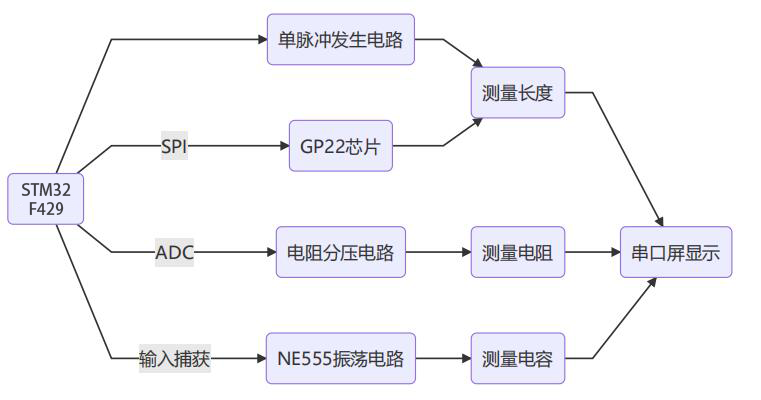 单脉冲发生电路
测量长度
SPI
GP22芯片
STM32
F429
ADC
电阻分压电路
测量电阻
串口屏显示
输入捕获
NE555振荡电路
测量电容